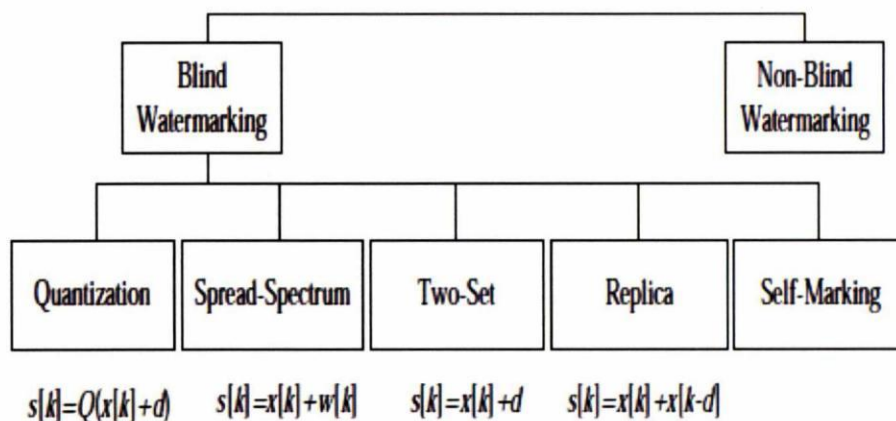 Blind
Watermarking
Non-Blind
Watermarking
Quantization
Spread-Spectrum
Two-Set
Replica
Self-Marking
s[k]=Q(x[k]+d)
s[k]=x[k]+w[k]
s[k]=x[k]+d
s[k]=x[k]+x[k-d]